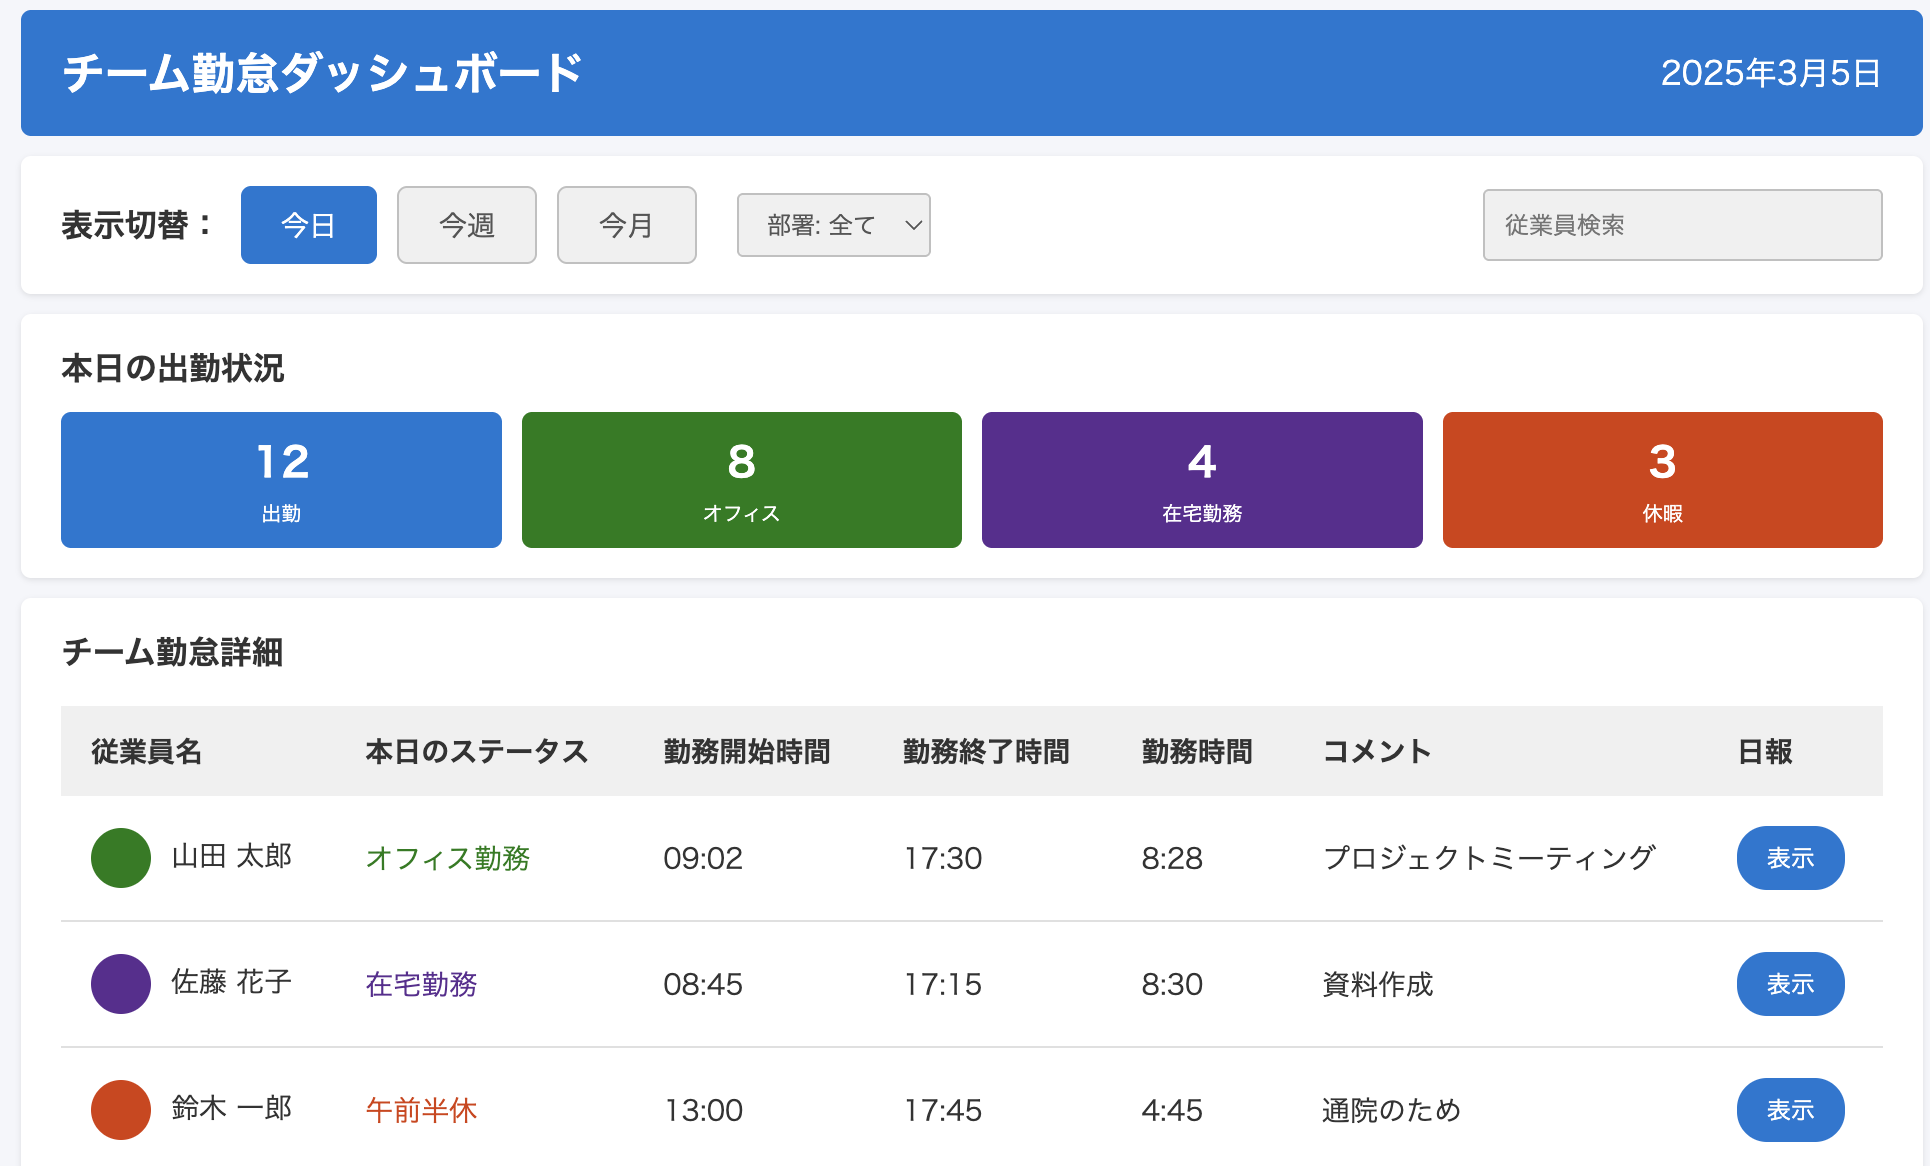 チーム勤怠ダッシュボード 2025年3月5日
表示切替： 今日 今週 今月 部署: 全て 従業員検索
本日の出勤状況
12 8 4 3
出勤 オフィス 在宅勤務 休暇
チーム勤怠詳細
従業員名 本日のステータス 勤務開始時間 勤務終了時間 勤務時間 コメント 日報
山田 太郎 オフィス勤務 09:02 17:30 8:28 プロジェクトミーティング 表示
佐藤 花子 在宅勤務 08:45 17:15 8:30 資料作成 表示
鈴木 一郎 午前半休 13:00 17:45 4:45 通院のため 表示